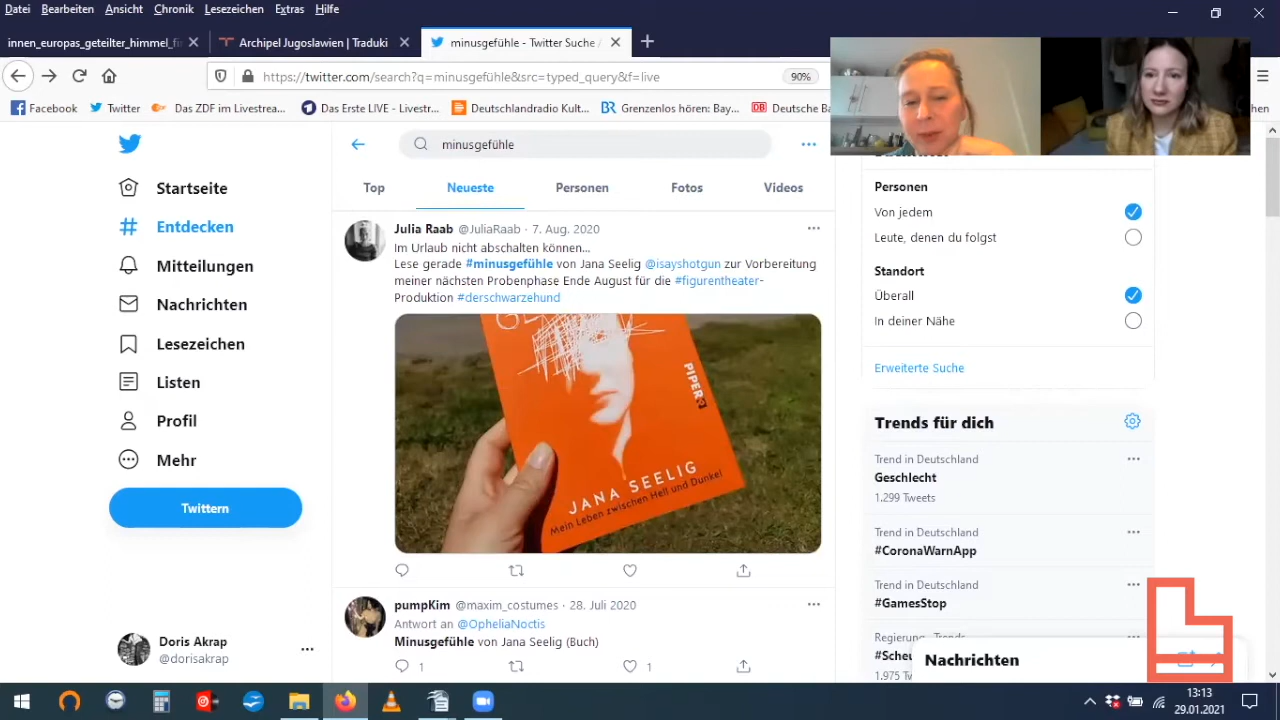 Datei Bearbeiten Ansicht Chronik Lesezeichen Extras Hilfe
innen_europas_geteilter_himmel_fi
Archipel Jugoslawien | Traduki
minusgefühle - Twitter Suche /
https://twitter.com/search?q=minusgefühle&src=typed_query&f=live
90%
Facebook
Twitter
Das ZDF im Livestrea...
Das Erste LIVE - Livestr...
Deutschlandradio Kult...
BR Grenzenlos hören: Bay...
DB Deutsche Ba
minusgefühle
Top
Neueste
Personen
Fotos
Videos
Startseite
Entdecken
Mitteilungen
Nachrichten
Lesezeichen
Listen
Profil
Mehr
Twittern
Doris Akrap
@dorisakrap
Julia Raab @JuliaRaab · 7. Aug. 2020
Im Urlaub nicht abschalten können...
Lese gerade #minusgefühle von Jana Seelig @isayshotgun zur Vorbereitung
meiner nächsten Probenphase Ende August für die #figurentheater-
Produktion #derschwarzehund
PIPER
JANA SEELIG
Mein Leben zwischen Hell und Dunkel
pumpKim @maxim_costumes · 28. Juli 2020
Antwort an @OpheliaNoctis
Minusgefühle von Jana Seelig (Buch)
1
1
Personen
Von jedem
Leute, denen du folgst
Standort
Überall
In deiner Nähe
Erweiterte Suche
Trends für dich
Trend in Deutschland
Geschlecht
1.299 Tweets
Trend in Deutschland
#CoronaWarnApp
Trend in Deutschland
#GamesStop
#Scheu
1.975 Tw
Nachrichten
13:13
29.01.2021